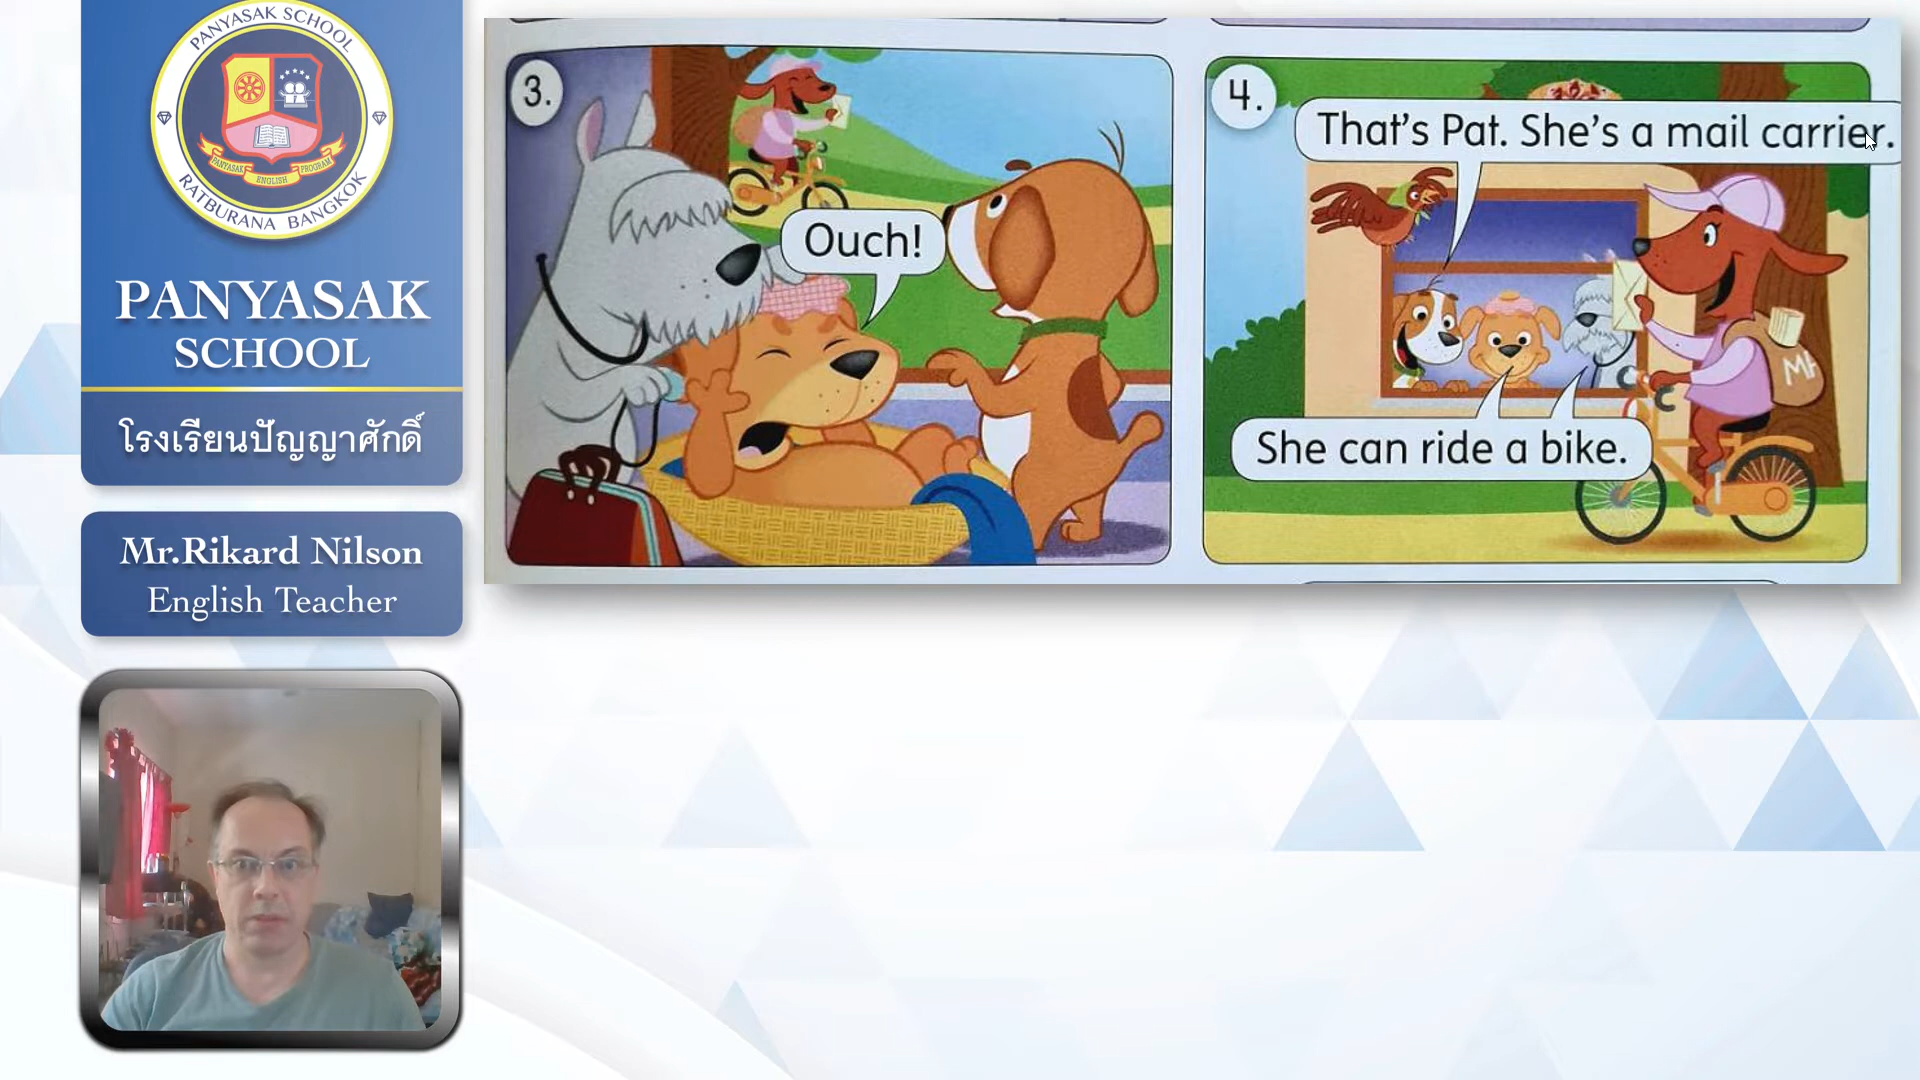 PANYASAK SCHOOL
PANYASAK
ENGLISH
PROGRAM
RATBURANA BANGKOK
PANYASAK
SCHOOL
โรงเรียนปัญญาศักดิ์
Mr.Rikard Nilson
English Teacher
3.
Ouch!
4.
That's Pat. She's a mail carrier.
She can ride a bike.